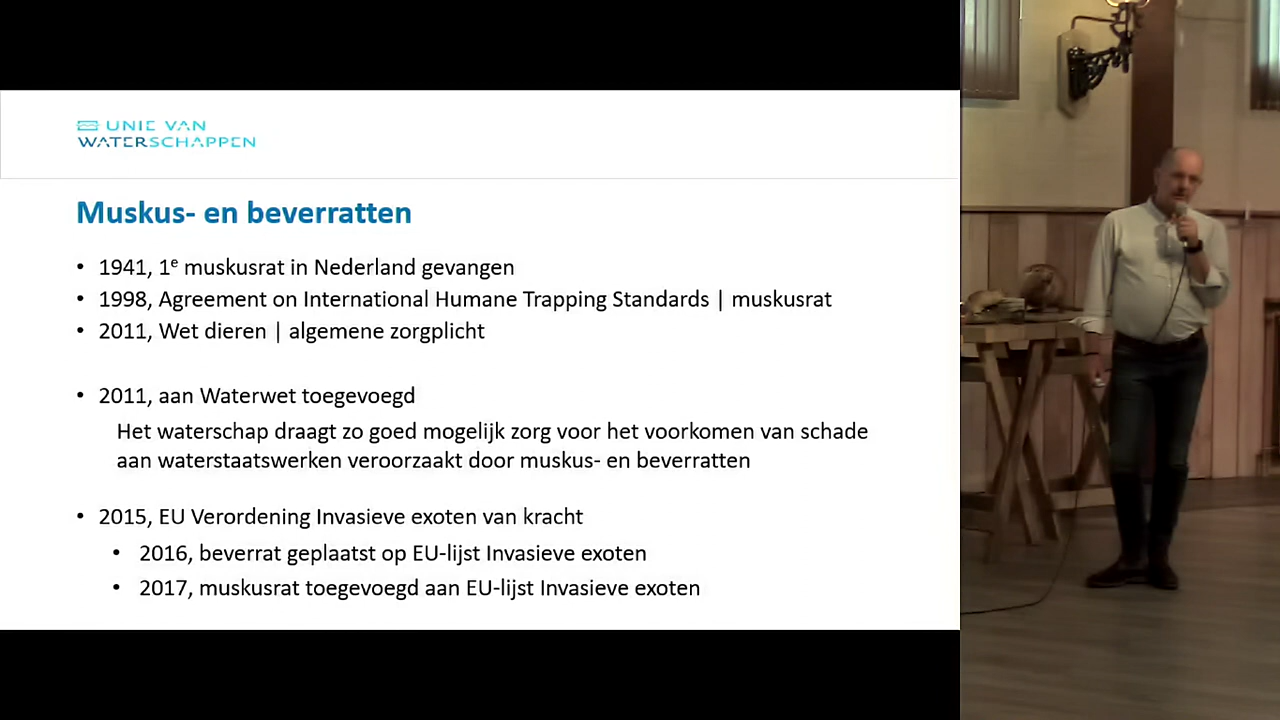 UNIE VAN
WATERSCHAPPEN
Muskus- en beverratten
• 1941, 1e muskusrat in Nederland gevangen
• 1998, Agreement on International Humane Trapping Standards | muskusrat
• 2011, Wet dieren | algemene zorgplicht
• 2011, aan Waterwet toegevoegd
Het waterschap draagt zo goed mogelijk zorg voor het voorkomen van schade
aan waterstaatswerken veroorzaakt door muskus- en beverratten
• 2015, EU Verordening Invasieve exoten van kracht
• 2016, beverrat geplaatst op EU-lijst Invasieve exoten
• 2017, muskusrat toegevoegd aan EU-lijst Invasieve exoten